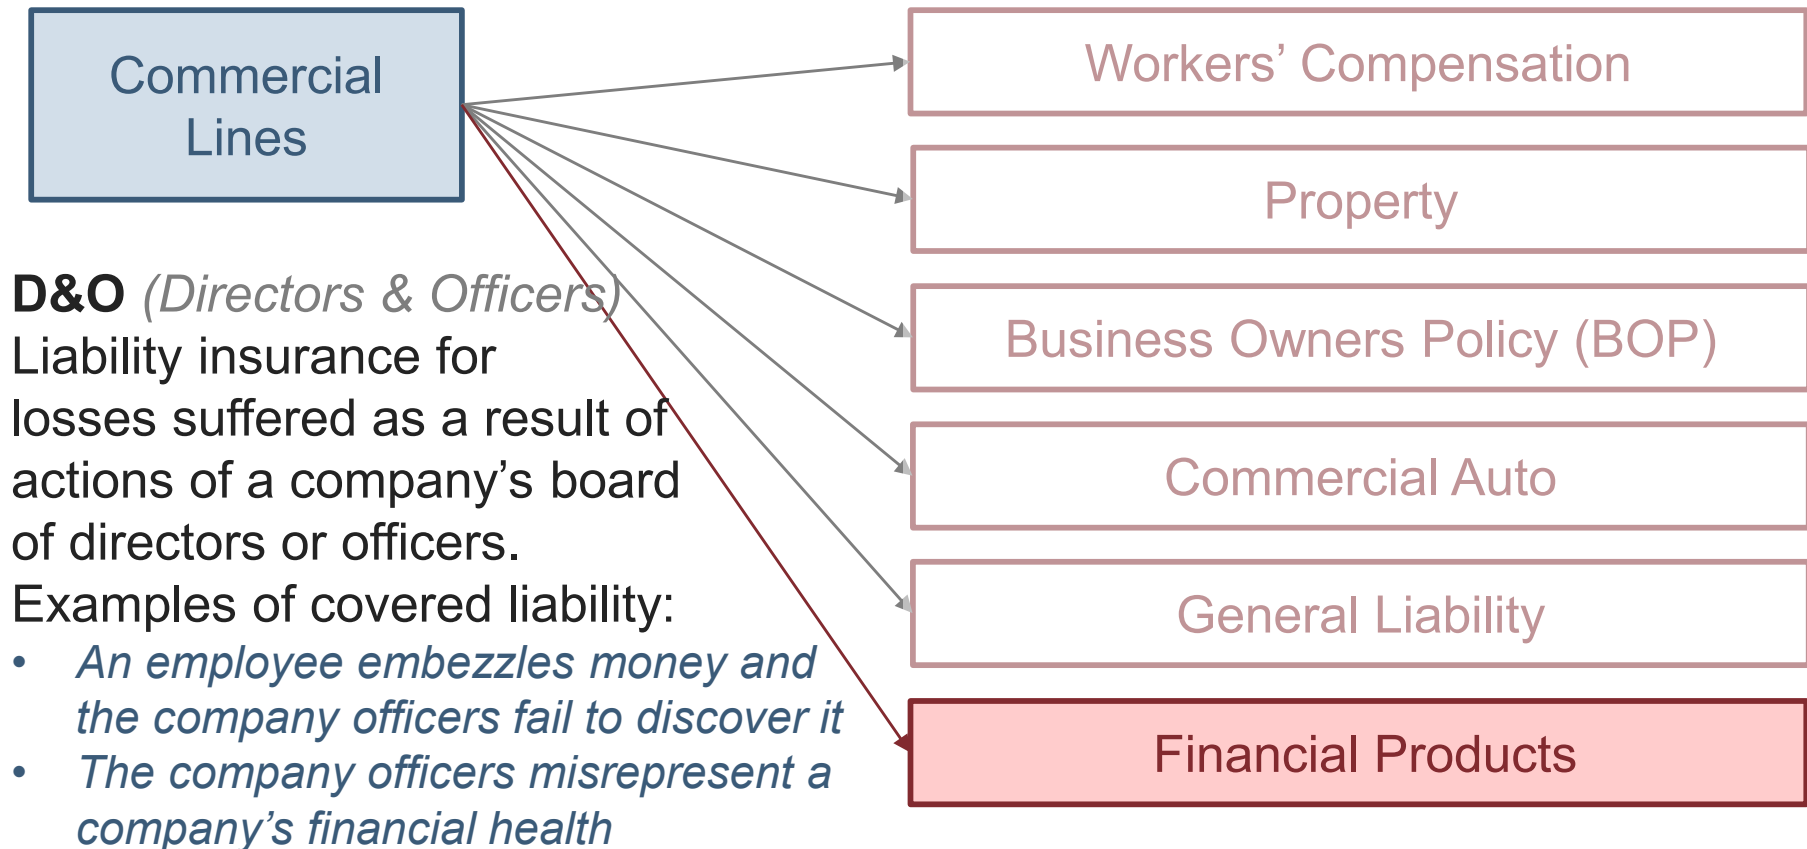 Commercial
Lines
D&O (Directors & Officers)
Liability insurance for
losses suffered as a result of
actions of a company’s board
of directors or officers.
Examples of covered liability:
• An employee embezzles money and
the company officers fail to discover it
• The company officers misrepresent a
company’s financial health
Workers’ Compensation
Property
Business Owners Policy (BOP)
Commercial Auto
General Liability
Financial Products